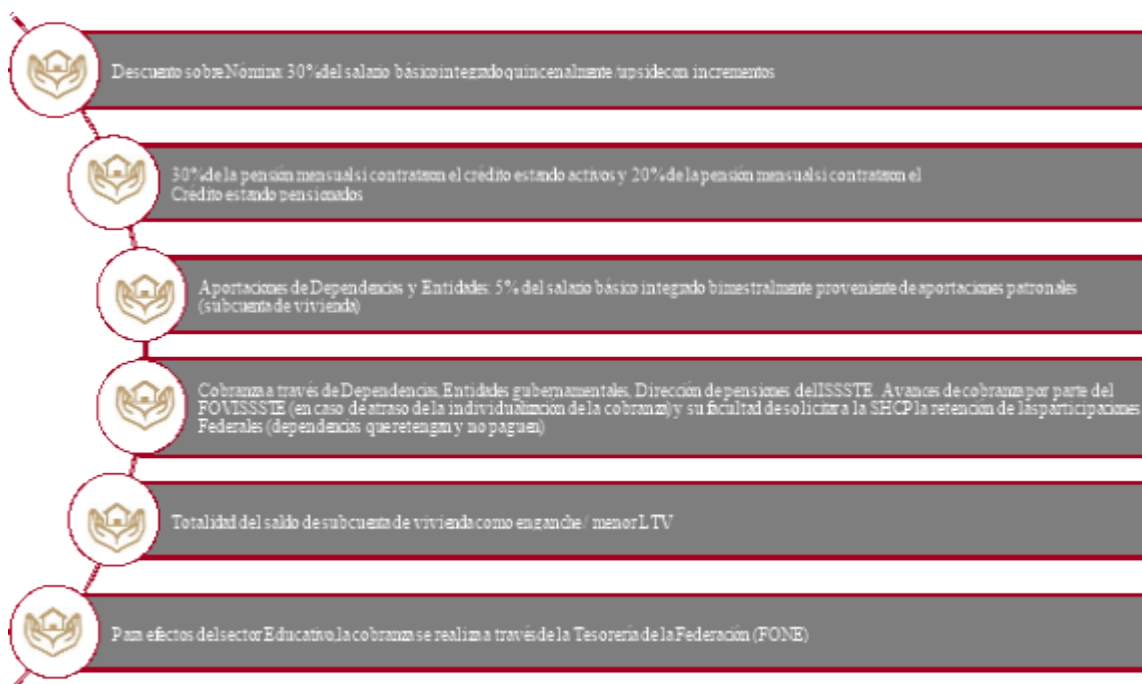 Descuento sobre Nómina: 30% del salario básico integrado quincenalmente /upside con incrementos
30% de la pensión mensual si contrataron el crédito estando activos y 20% de la pensión mensual si contrataron el
Crédito estando pensionados
Aportaciones de Dependencias y Entidades: 5% del salario básico integrado bimestralmente proveniente de aportaciones patronales
(subcuenta de vivienda)
Cobranza a través de Dependencias, Entidades gubernamentales, Dirección de pensiones del ISSSTE. Avances de cobranza por parte del
FOVISSSTE (en caso de atraso de la individualización de la cobranza) y su facultad de solicitar a la SHCP la retención de las participaciones
Federales (dependencias que retengan y no paguen)
Totalidad del saldo de subcuenta de vivienda como enganche / menor LTV
Para efectos del sector Educativo, la cobranza se realiza a través de la Tesorería de la Federación (FONE)